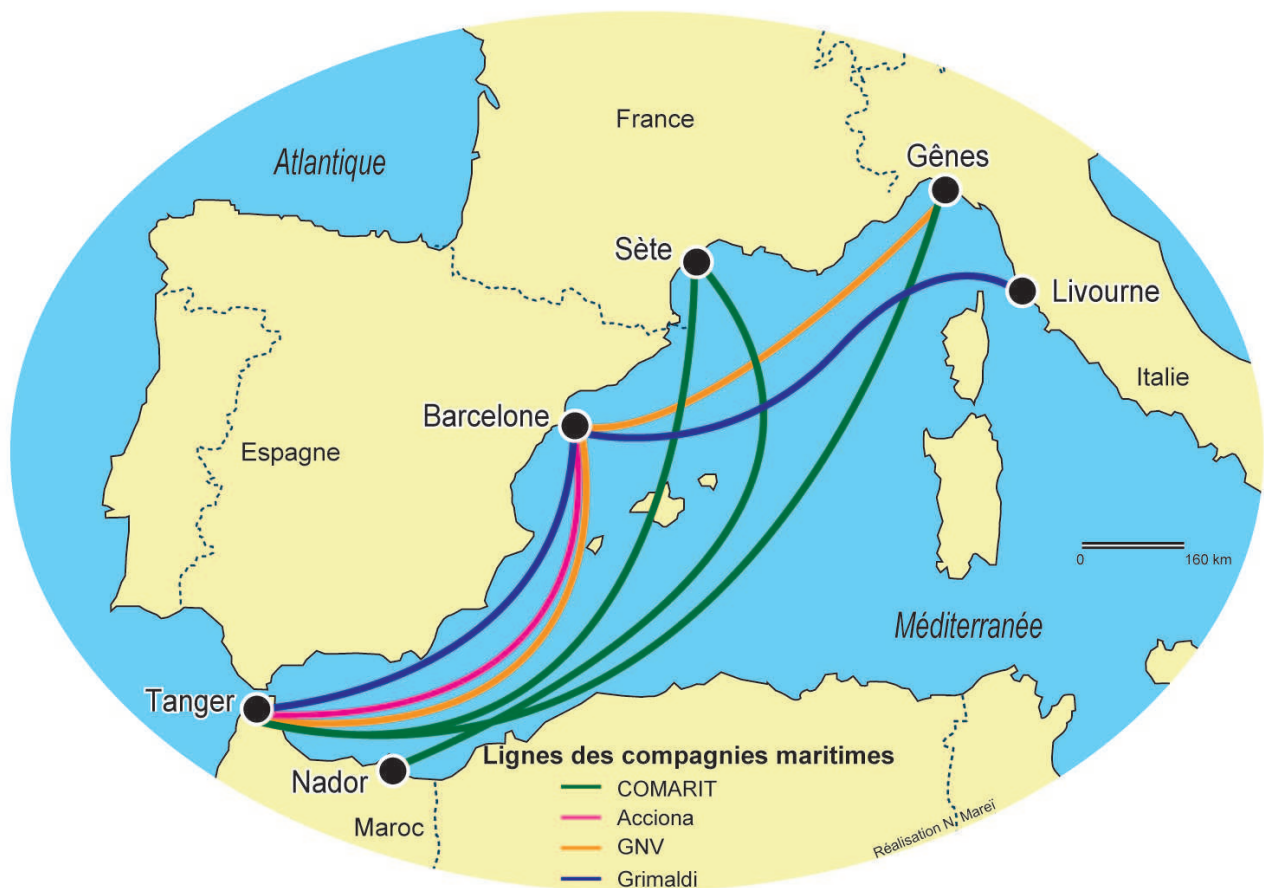 France
Atlantique
Gênes
Sète
Livourne
Italie
Barcelone
Espagne
0 160 km
Méditerranée
Tanger
Nador
Maroc
Lignes des compagnies maritimes
COMARIT
Acciona
GNV
Grimaldi
Réalisation N. Mareï